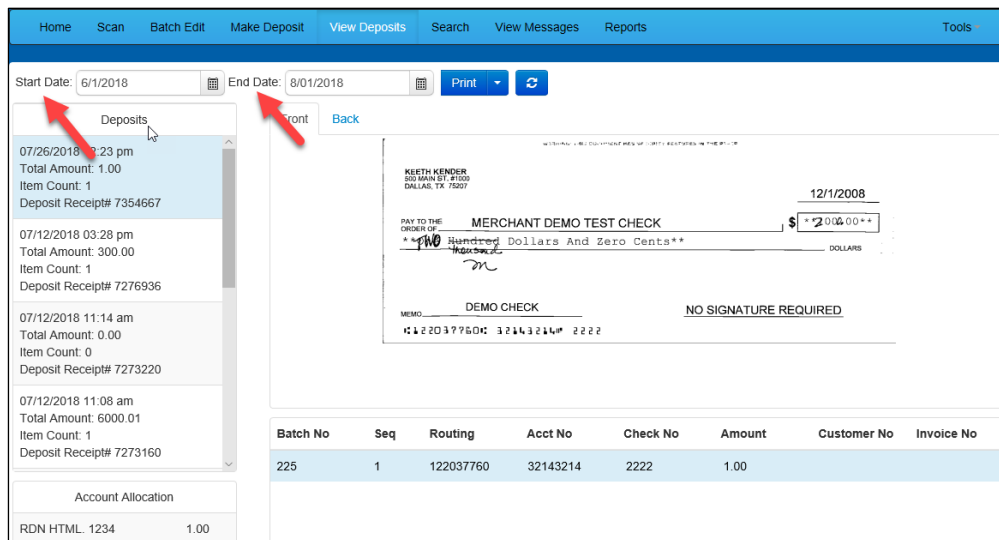 Home Scan Batch Edit Make Deposit View Deposits Search View Messages Reports Tools
Start Date: 6/1/2018 End Date: 8/01/2018 Print
Deposits
07/26/2018 :23 pm
Total Amount: 1.00
Item Count: 1
Deposit Receipt# 7354667
07/12/2018 03:28 pm
Total Amount: 300.00
Item Count: 1
Deposit Receipt# 7276936
07/12/2018 11:14 am
Total Amount: 0.00
Item Count: 0
Deposit Receipt# 7273220
07/12/2018 11:08 am
Total Amount: 6000.01
Item Count: 1
Deposit Receipt# 7273160
Account Allocation
RDN HTML. 1234 1.00
Front Back
KEETH KENDER
500 MAIN ST. #1000
DALLAS, TX 75207
12/1/2008
PAY TO THE
ORDER OF MERCHANT DEMO TEST CHECK $
Two Hundred Dollars And Zero Cents** DOLLARS
thousand
MEMO DEMO CHECK NO SIGNATURE REQUIRED
⑆122037760⑆ 32143214⑈ 2222
Batch No Seq Routing Acct No Check No Amount Customer No Invoice No
225 1 122037760 32143214 2222 1.00